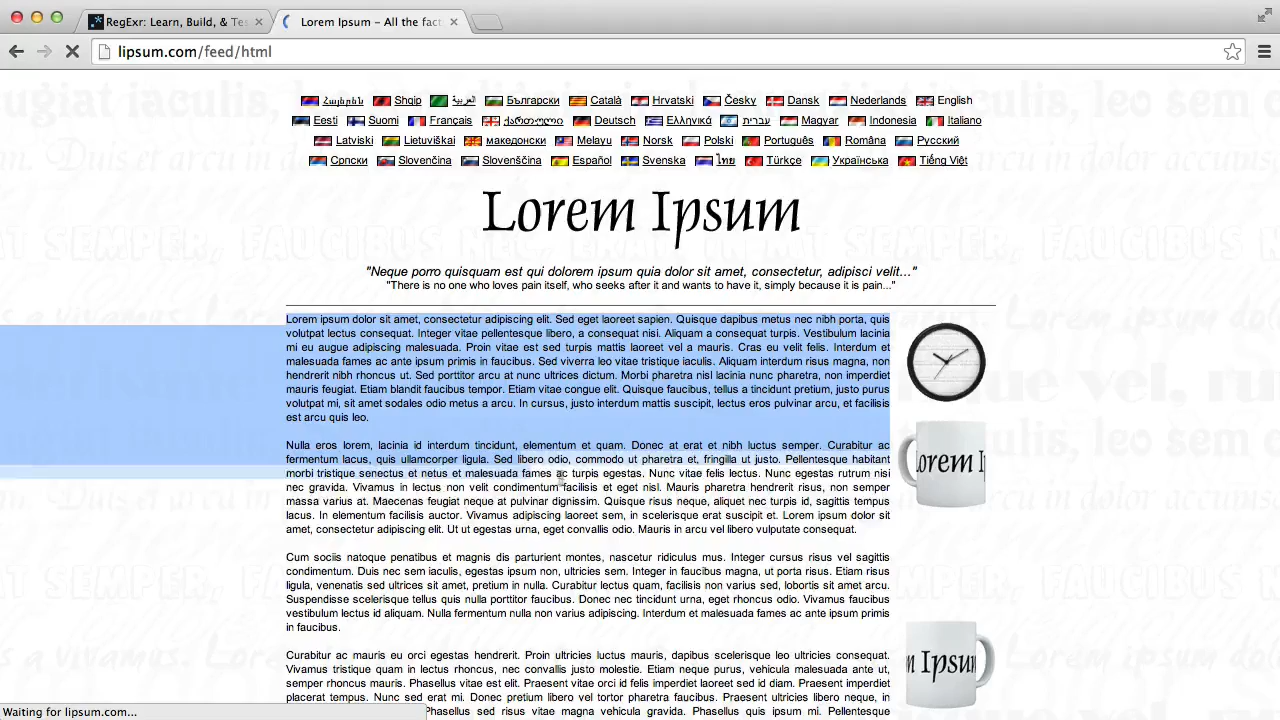 RegExr: Learn, Build, & Tes
Lorem Ipsum – All the fact
lipsum.com/feed/html
Հայերեն Shqip العربية Български Català Hrvatski Česky Dansk Nederlands English
Eesti Suomi Français ქართული Deutsch Ελληνικά עברית Magyar Indonesia Italiano
Latviski Lietuviškai македонски Melayu Norsk Polski Português Româna Русский
Српски Slovenčina Slovenščina Español Svenska ไทย Türkçe Українська Tiếng Việt
Lorem Ipsum
"Neque porro quisquam est qui dolorem ipsum quia dolor sit amet, consectetur, adipisci velit..."
"There is no one who loves pain itself, who seeks after it and wants to have it, simply because it is pain..."
Lorem ipsum dolor sit amet, consectetur adipiscing elit. Sed eget laoreet sapien. Quisque dapibus metus nec nibh porta, quis
volutpat lectus consequat. Integer vitae pellentesque libero, a consequat nisi. Aliquam a consequat turpis. Vestibulum lacinia
mi eu augue adipiscing malesuada. Proin vitae est sed turpis mattis laoreet vel a mauris. Cras eu velit felis. Interdum et
malesuada fames ac ante ipsum primis in faucibus. Sed viverra leo vitae tristique iaculis. Aliquam interdum risus magna, non
hendrerit nibh rhoncus ut. Sed porttitor arcu at nunc ultrices dictum. Morbi pharetra nisl lacinia nunc pharetra, non imperdiet
mauris feugiat. Etiam blandit faucibus tempor. Etiam vitae congue elit. Quisque faucibus, tellus a tincidunt pretium, justo purus
volutpat mi, sit amet sodales odio metus a arcu. In cursus, justo interdum mattis suscipit, lectus eros pulvinar arcu, et facilisis
est arcu quis leo.
Nulla eros lorem, lacinia id interdum tincidunt, elementum et quam. Donec at erat et nibh luctus semper. Curabitur ac
fermentum lacus, quis ullamcorper ligula. Sed libero odio, commodo ut pharetra et, fringilla ut justo. Pellentesque habitant
morbi tristique senectus et netus et malesuada fames ac turpis egestas. Nunc vitae felis lectus. Nunc egestas rutrum nisi
nec gravida. Vivamus in lectus non velit condimentum facilisis et eget nisl. Mauris pharetra hendrerit risus, non semper
massa varius at. Maecenas feugiat neque at pulvinar dignissim. Quisque risus neque, aliquet nec turpis id, sagittis tempus
lacus. In elementum facilisis auctor. Vivamus adipiscing laoreet sem, in scelerisque erat suscipit et. Lorem ipsum dolor sit
amet, consectetur adipiscing elit. Ut ut egestas urna, eget convallis odio. Mauris in arcu vel libero vulputate consequat.
Cum sociis natoque penatibus et magnis dis parturient montes, nascetur ridiculus mus. Integer cursus risus vel sagittis
condimentum. Duis nec sem iaculis, egestas ipsum non, ultricies sem. Integer in faucibus magna, ut porta risus. Etiam risus
ligula, venenatis sed ultrices sit amet, pretium in nulla. Curabitur lectus quam, facilisis non varius sed, lobortis sit amet arcu.
Suspendisse scelerisque tellus quis nulla porttitor faucibus. Donec nec tincidunt urna, eget rhoncus odio. Vivamus faucibus
vestibulum lectus id aliquam. Nulla fermentum nulla non varius adipiscing. Interdum et malesuada fames ac ante ipsum primis
in faucibus.
Curabitur ac mauris eu orci egestas hendrerit. Proin ultricies luctus mauris, dapibus scelerisque leo ultricies consequat.
Vivamus tristique quam in lectus rhoncus, nec convallis justo molestie. Etiam neque purus, vehicula malesuada ante ut,
semper rhoncus mauris. Phasellus vitae est elit. Praesent vitae orci id felis imperdiet laoreet sed id diam. Praesent imperdiet
placerat tempus. Nunc sed erat mi. Donec pretium libero vel tortor pharetra rhoncus. Praesent ultricies libero neque, in
Phasellus sed risus magna vehicula gravida. Phasellus quis ipsum mi. Phasellus
Lorem Ip
m Ipsum
Waiting for lipsum.com...